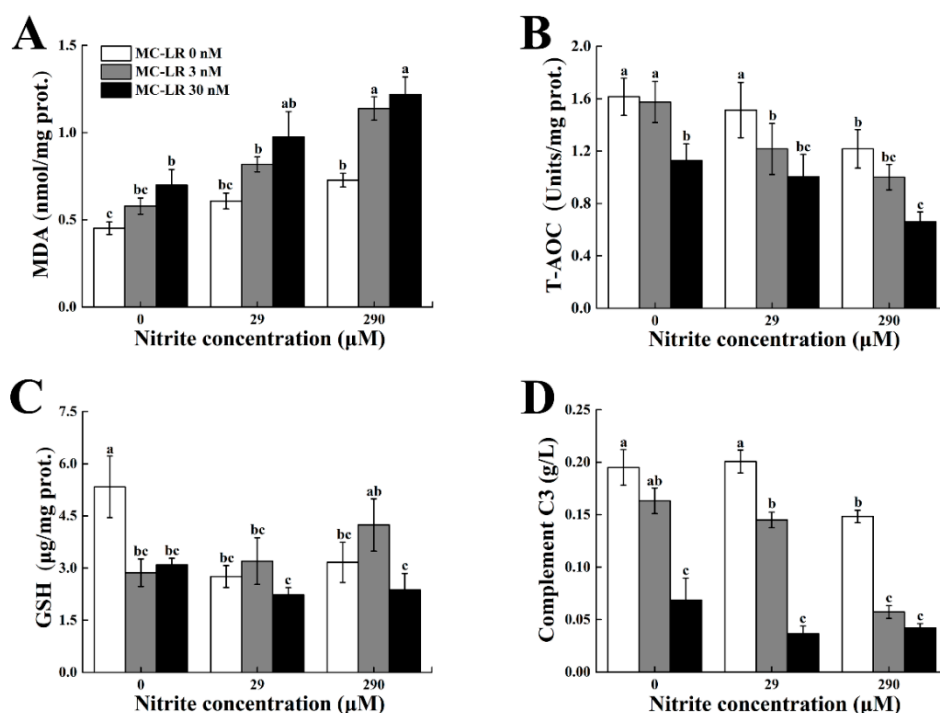 A
MDA (nmol/mg prot.)
1.5
1.0
0.5
0.0
MC-LR 0 nM
MC-LR 3 nM
MC-LR 30 nM
c
bc
b
bc
b
ab
b
a
a
0
29
290
Nitrite concentration (μM)
B
T-AOC (Units/mg prot.)
2.0
1.6
1.2
0.8
0.4
0.0
a
a
b
a
b
bc
b
bc
c
0
29
290
Nitrite concentration (μM)
C
GSH (μg/mg prot.)
7.5
6.0
4.5
3.0
1.5
0.0
a
bc
bc
bc
bc
c
bc
ab
c
0
29
290
Nitrite concentration (μM)
D
Complement C3 (g/L)
0.25
0.20
0.15
0.10
0.05
0.00
a
ab
c
a
b
c
b
c
c
0
29
290
Nitrite concentration (μM)